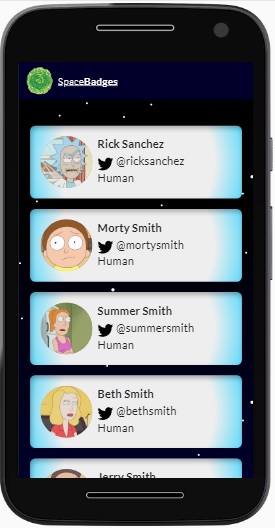 SpaceBadges
Rick Sanchez
@ricksanchez
Human
Morty Smith
@mortysmith
Human
Summer Smith
@summersmith
Human
Beth Smith
@bethsmith
Human
Jerry Smith